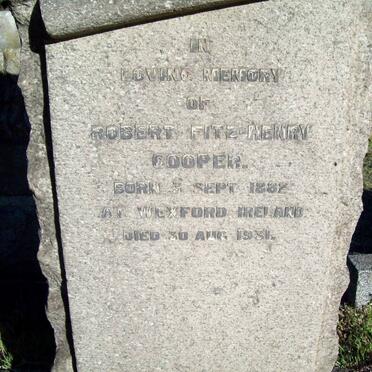 IN
LOVING MEMORY
OF
ROBERT FITZ-HENRY
COOPER.
BORN 5 SEPT 1882
AT WEXFORD IRELAND.
DIED 30 AUG 1931.